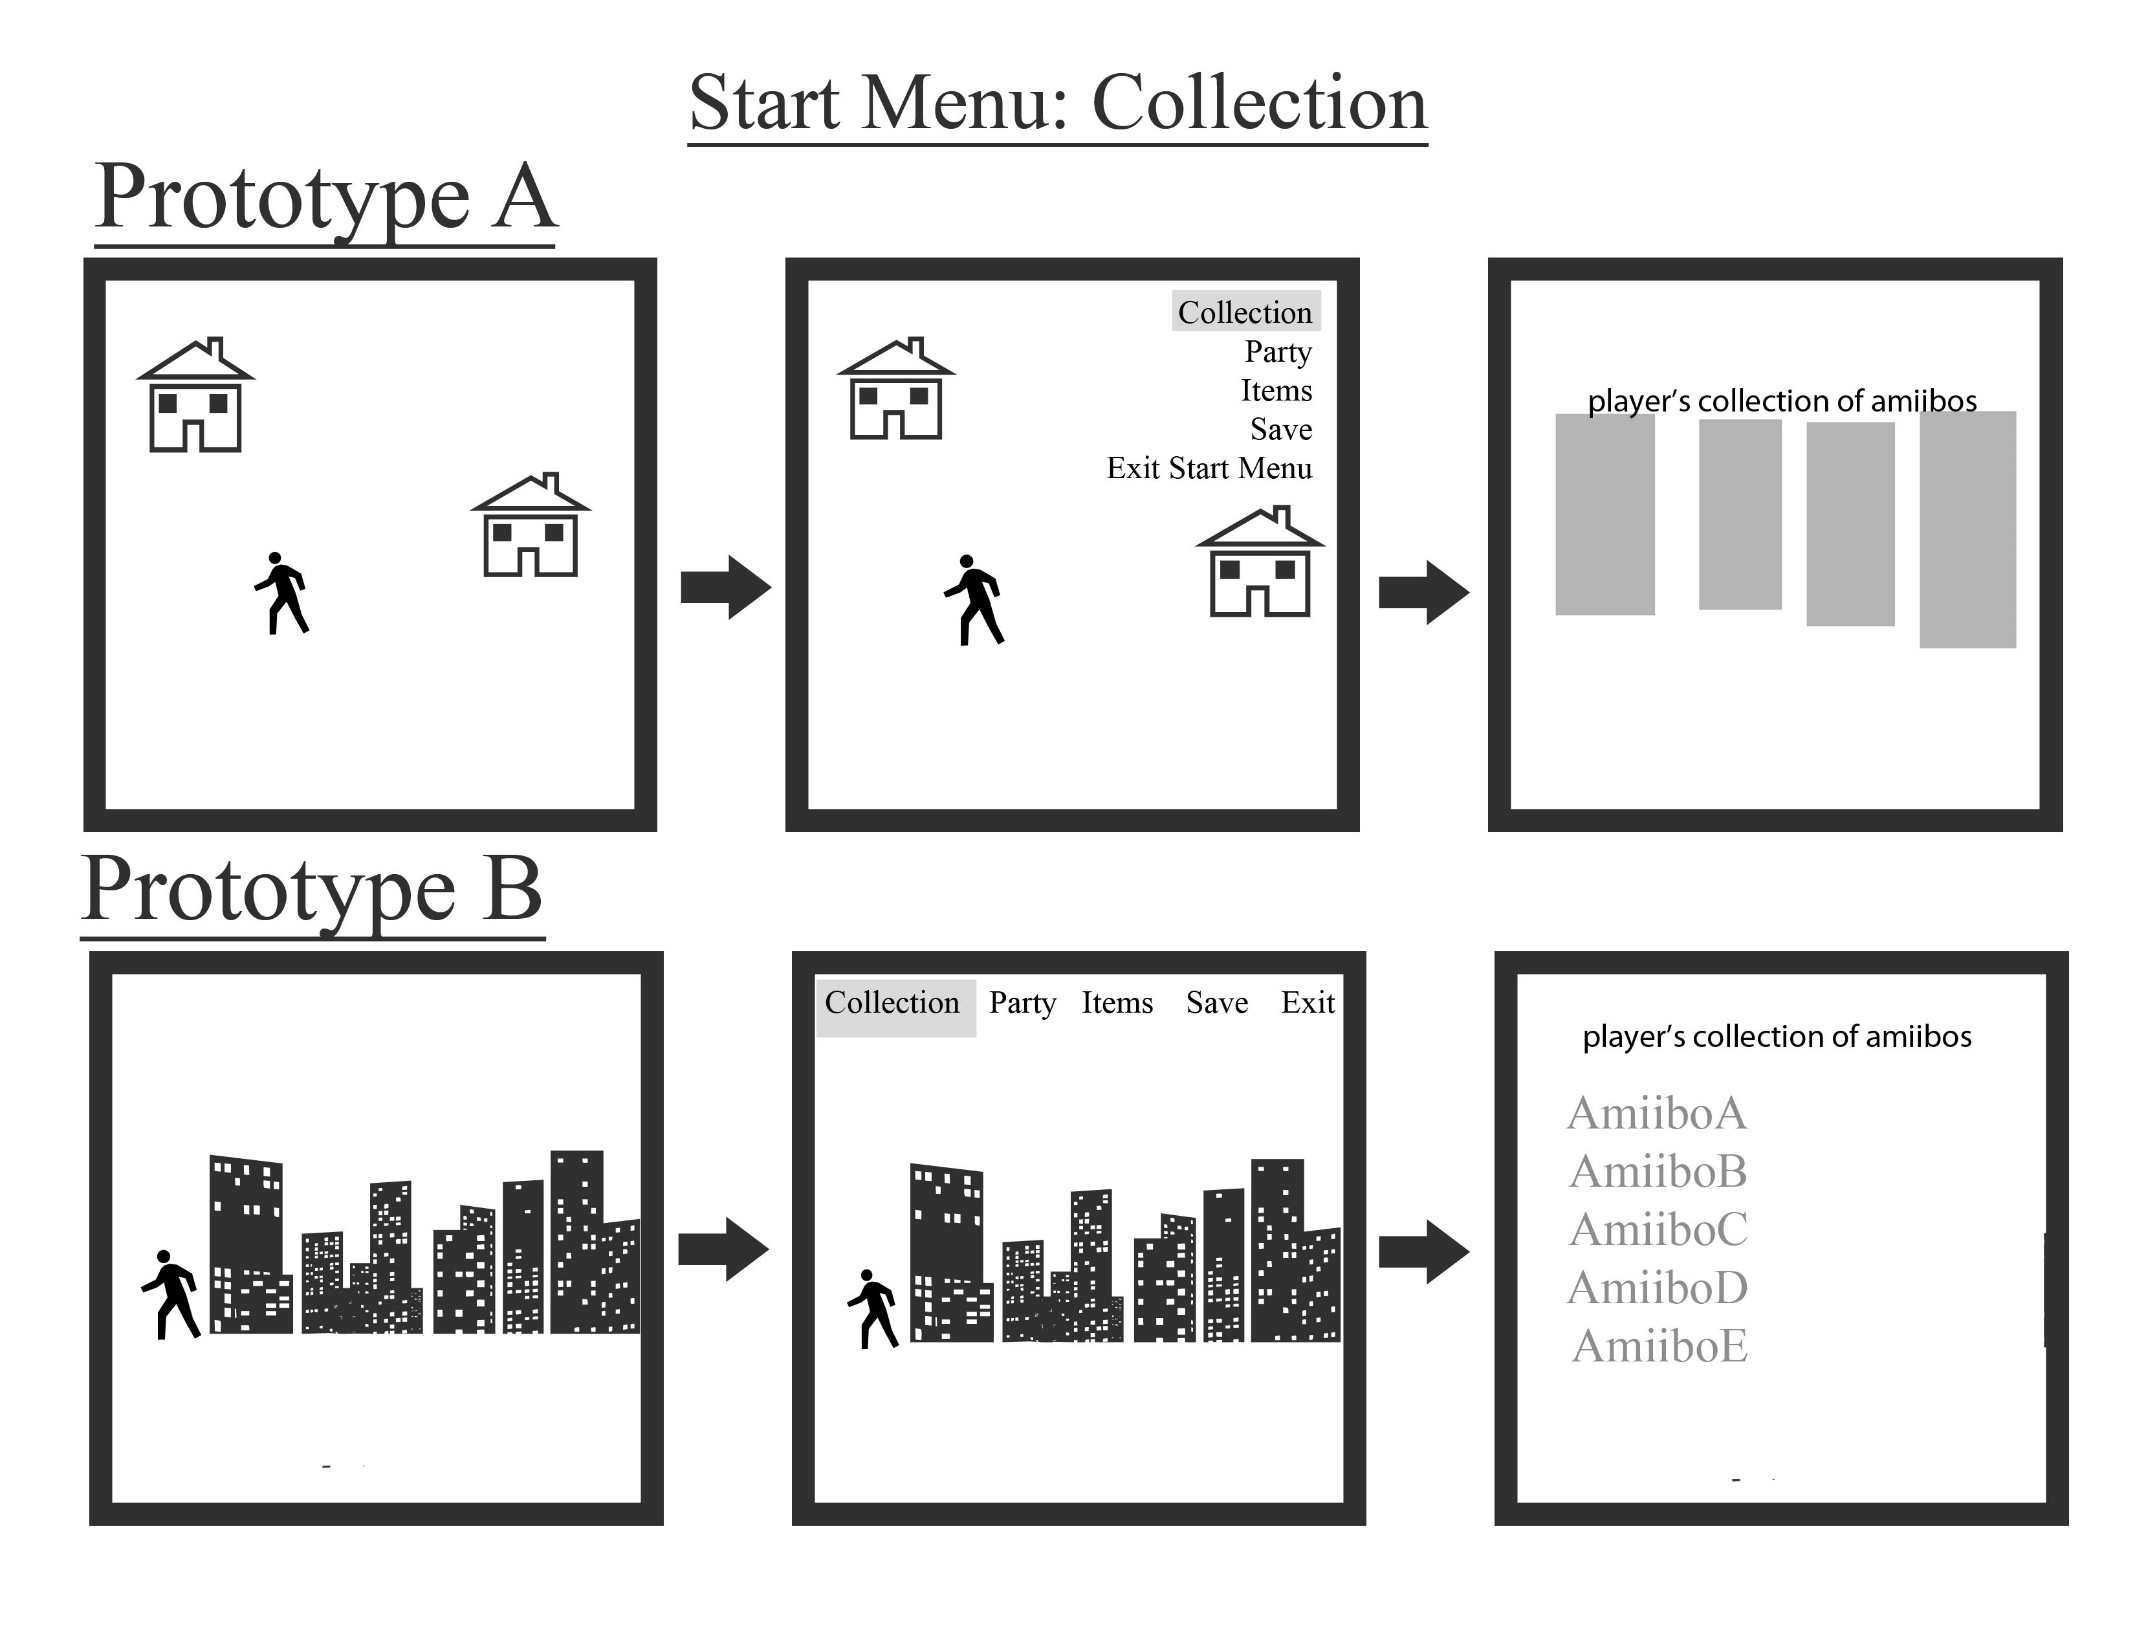 Start Menu: Collection
Prototype A
Collection
Party
Items
Save
Exit Start Menu
player's collection of amiibos
Prototype B
Collection Party Items Save Exit
player's collection of amiibos
AmiiboA
AmiiboB
AmiiboC
AmiiboD
AmiiboE